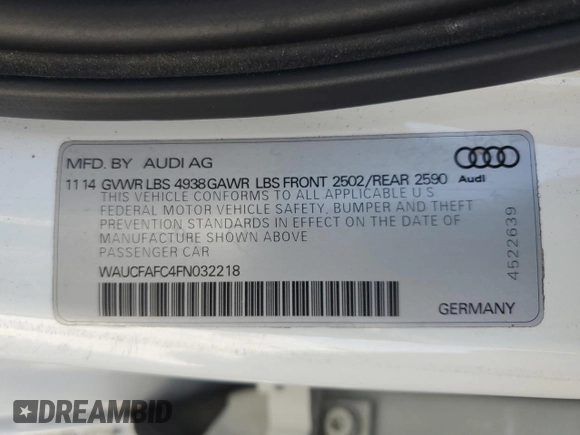 MFD. BY AUDI AG
11 14 GVWR LBS 4938 GAWR LBS FRONT 2502/REAR 2590
Audi
THIS VEHICLE CONFORMS TO ALL APPLICABLE U.S.
FEDERAL MOTOR VEHICLE SAFETY, BUMPER AND THEFT
PREVENTION STANDARDS IN EFFECT ON THE DATE OF
MANUFACTURE SHOWN ABOVE
PASSENGER CAR
4522639
WAUCFAFC4FN032218
GERMANY
DREAMBID